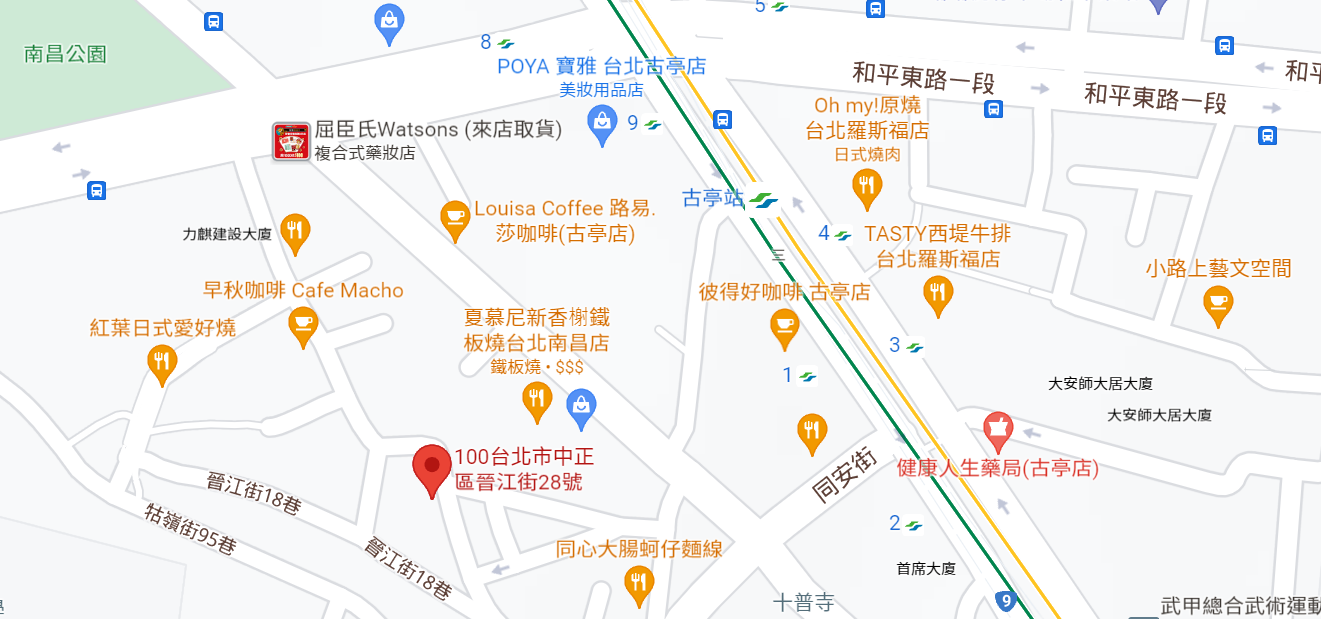 5
南昌公園
8
POYA 寶雅 台北古亭店
美妝用品店
和平東路一段
和平東路一段
和平
Oh my!原燒
台北羅斯福店
日式燒肉
屈臣氏Watsons (來店取貨)
複合式藥妝店
9
古亭站
Louisa Coffee 路易.
莎咖啡(古亭店)
力麒建設大廈
4
TASTY西堤牛排
台北羅斯福店
小路上藝文空間
早秋咖啡 Cafe Macho
彼得好咖啡 古亭店
紅葉日式愛好燒
夏慕尼新香榭鐵
板燒台北南昌店
鐵板燒・$$$
3
1
大安師大居大廈
大安師大居大廈
100台北市中正
區晉江街28號
健康人生藥局(古亭店)
同安街
晉江街18巷
牯嶺街95巷
2
晉江街18巷
同心大腸蚵仔麵線
首席大廈
十普寺
9
武甲總合武術運動